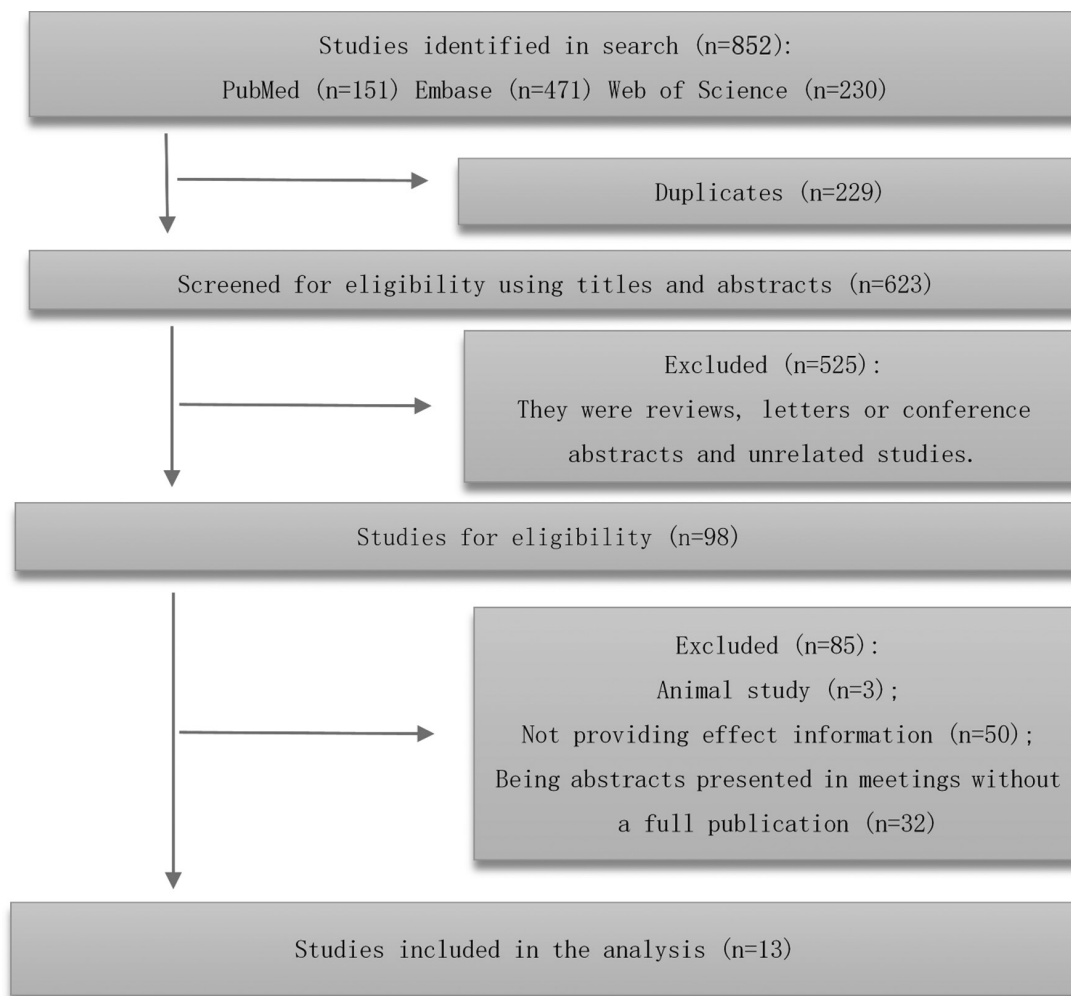 Studies identified in search (n=852):
PubMed (n=151) Embase (n=471) Web of Science (n=230)
Duplicates (n=229)
Screened for eligibility using titles and abstracts (n=623)
Excluded (n=525):
They were reviews, letters or conference
abstracts and unrelated studies.
Studies for eligibility (n=98)
Excluded (n=85):
Animal study (n=3);
Not providing effect information (n=50);
Being abstracts presented in meetings without
a full publication (n=32)
Studies included in the analysis (n=13)